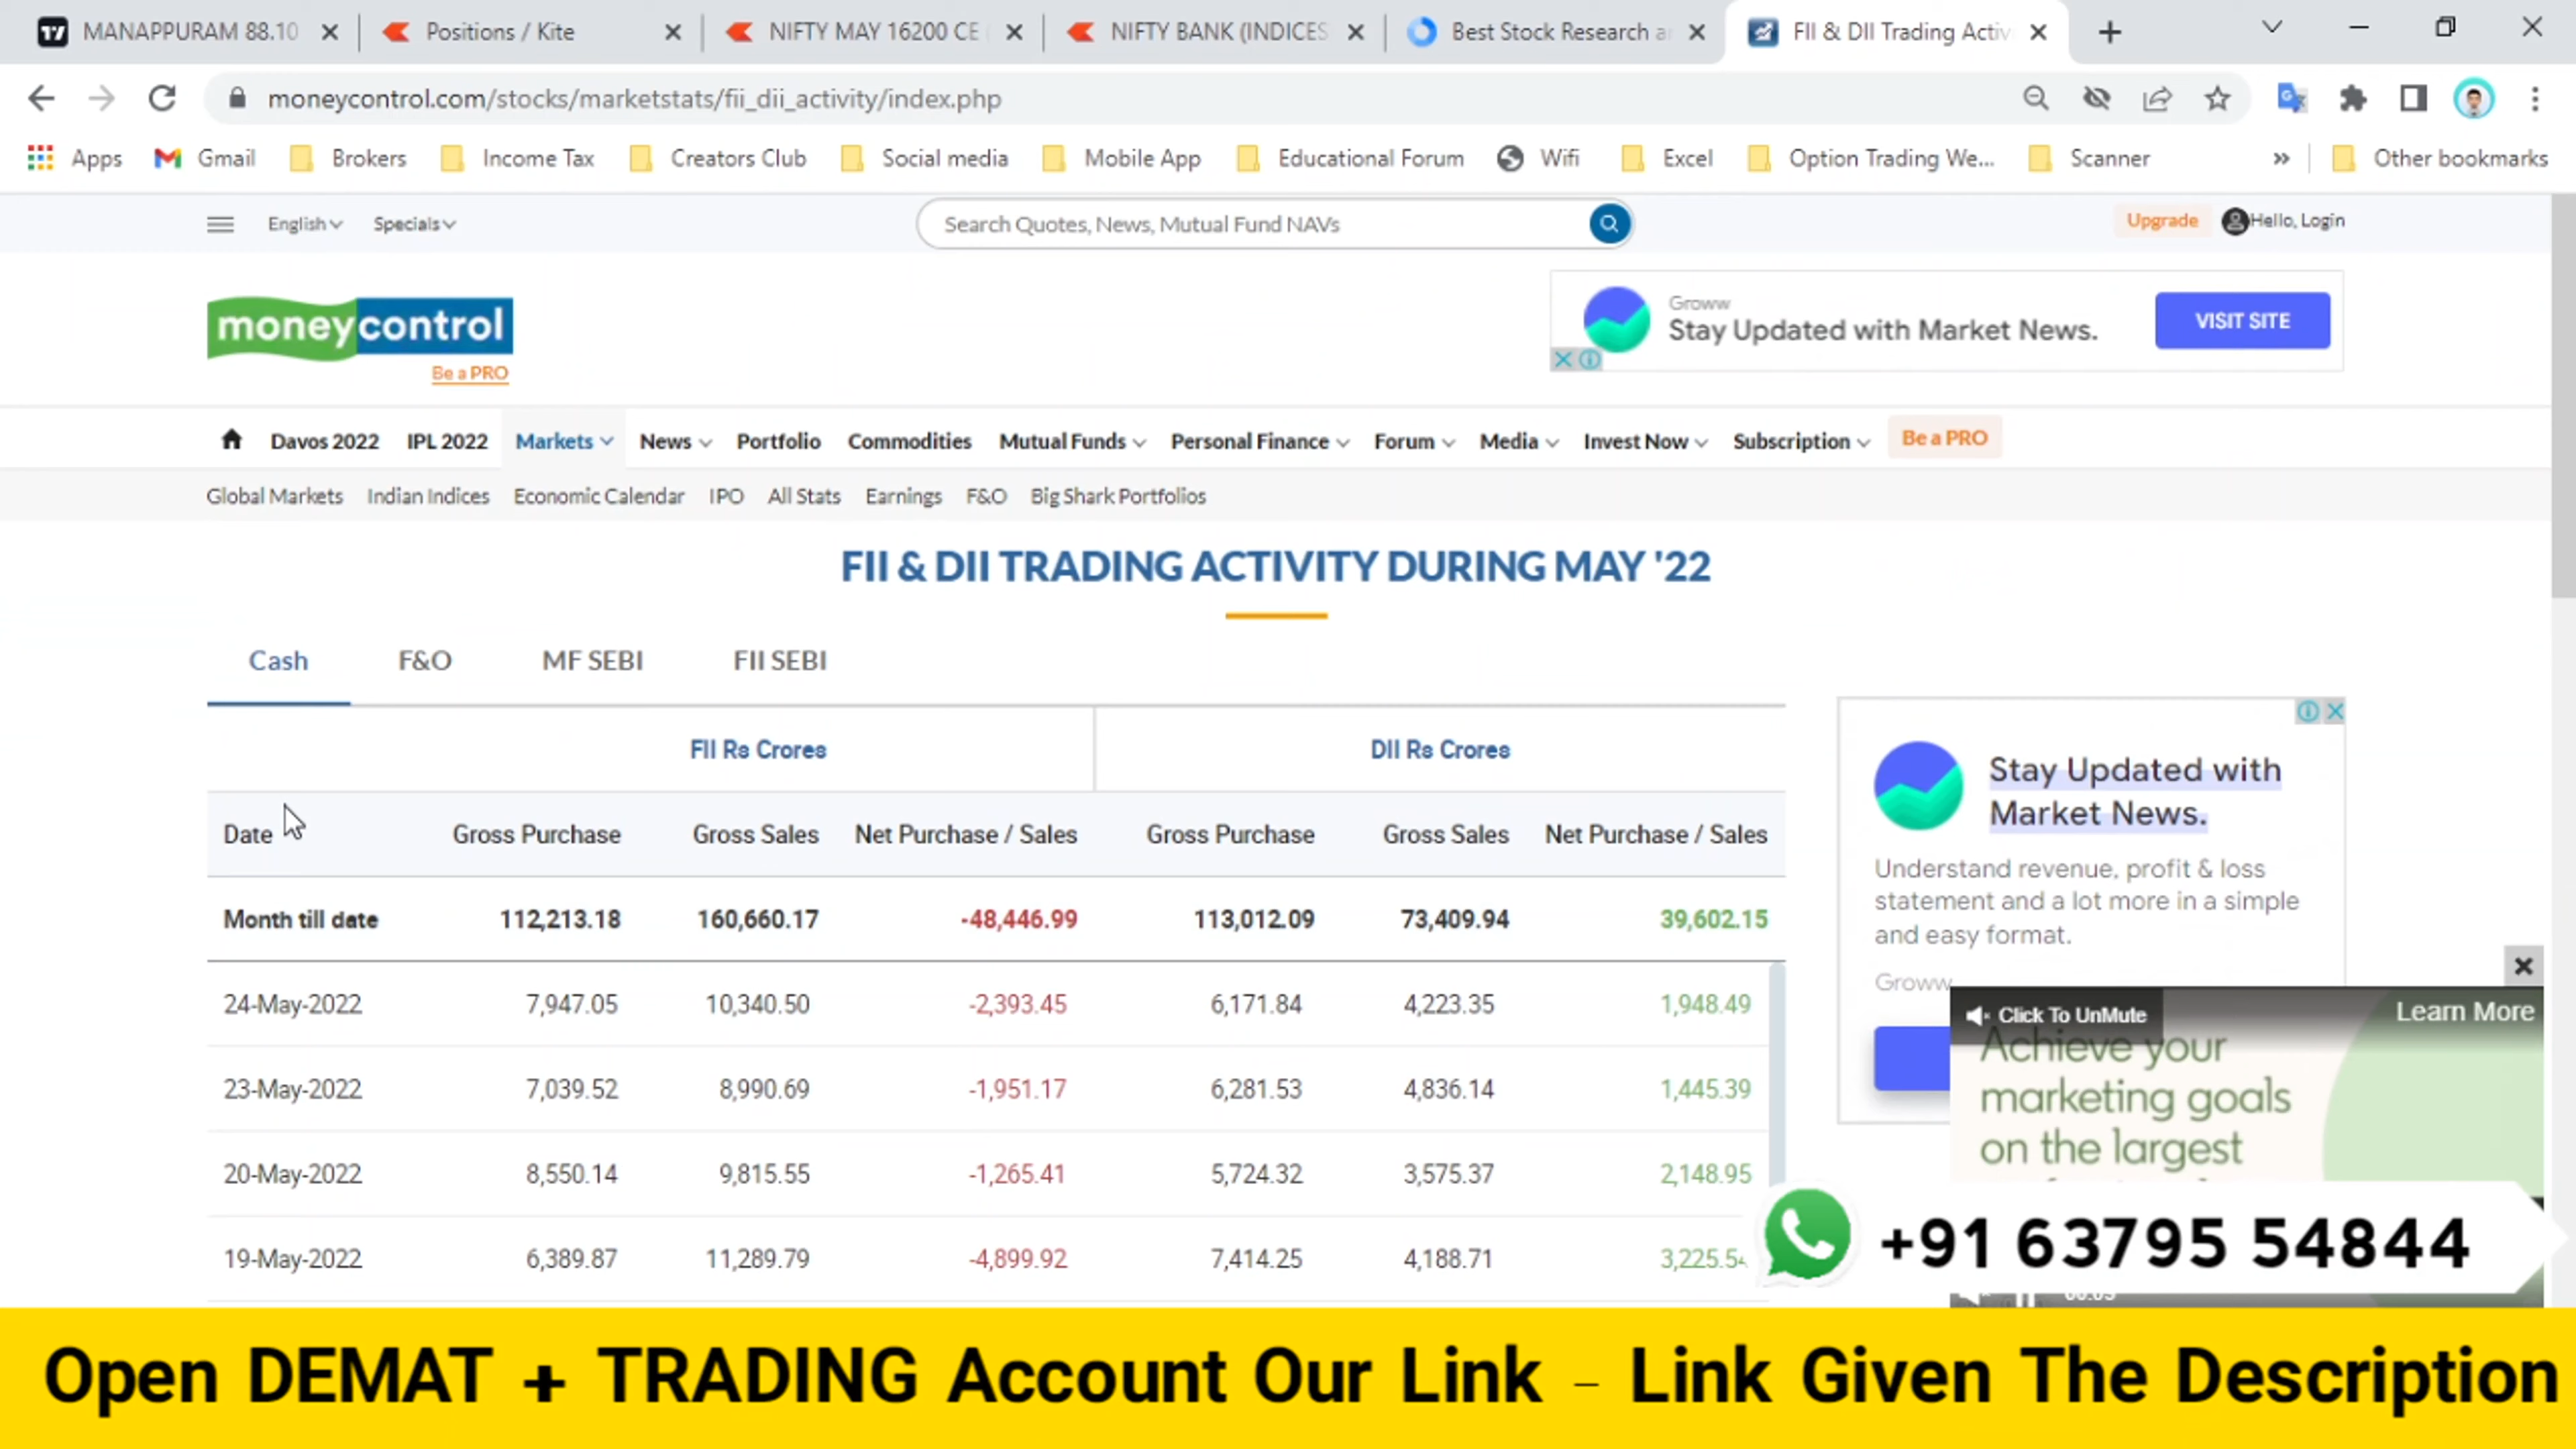 MANAPPURAM 88.10
Positions / Kite
NIFTY MAY 16200 CE
NIFTY BANK (INDICES
Best Stock Research
FII & DII Trading Activ
moneycontrol.com/stocks/marketstats/fii_dii_activity/index.php
Apps Gmail Brokers Income Tax Creators Club Social media Mobile App Educational Forum Wifi Excel Option Trading We... Scanner » Other bookmarks
English Specials Search Quotes, News, Mutual Fund NAVs Upgrade Hello, Login
Groww
moneycontrol Stay Updated with Market News. VISIT SITE
Be a PRO
Davos 2022 IPL 2022 Markets News Portfolio Commodities Mutual Funds Personal Finance Forum Media Invest Now Subscription Be a PRO
Global Markets Indian Indices Economic Calendar IPO All Stats Earnings F&O Big Shark Portfolios
FII & DII TRADING ACTIVITY DURING MAY '22
Cash F&O MF SEBI FII SEBI
FII Rs Crores DII Rs Crores
Date Gross Purchase Gross Sales Net Purchase / Sales Gross Purchase Gross Sales Net Purchase / Sales
Month till date 112,213.18 160,660.17 -48,446.99 113,012.09 73,409.94 39,602.15
24-May-2022 7,947.05 10,340.50 -2,393.45 6,171.84 4,223.35 1,948.49
23-May-2022 7,039.52 8,990.69 -1,951.17 6,281.53 4,836.14 1,445.39
20-May-2022 8,550.14 9,815.55 -1,265.41 5,724.32 3,575.37 2,148.95
19-May-2022 6,389.87 11,289.79 -4,899.92 7,414.25 4,188.71 3,225.54
Stay Updated with
Market News.
Understand revenue, profit & loss
statement and a lot more in a simple
and easy format.
Groww
Click To UnMute Learn More
Achieve your
marketing goals
on the largest
+91 63795 54844
Open DEMAT + TRADING Account Our Link - Link Given The Description